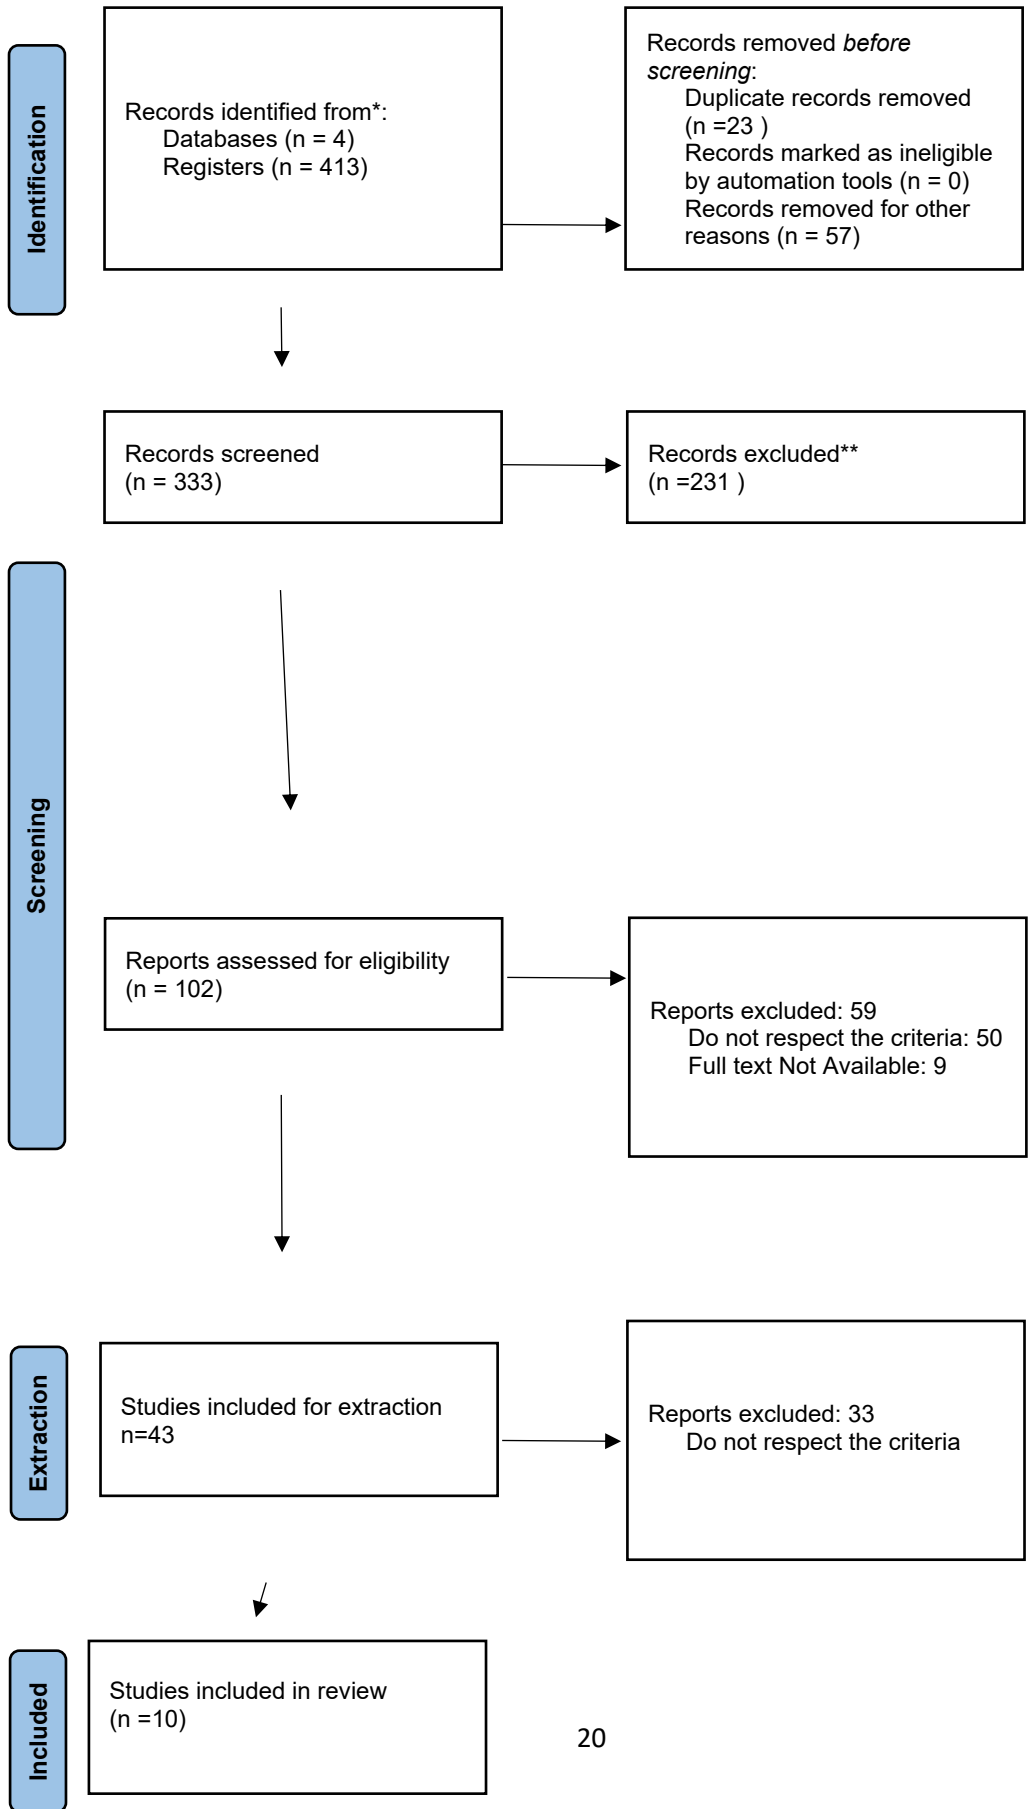 Identification
Records identified from*:
Databases (n = 4)
Registers (n = 413)
Records removed before
screening:
Duplicate records removed
(n =23 )
Records marked as ineligible
by automation tools (n = 0)
Records removed for other
reasons (n = 57)
Records screened
(n = 333)
Records excluded**
(n =231 )
Screening
Reports assessed for eligibility
(n = 102)
Reports excluded: 59
Do not respect the criteria: 50
Full text Not Available: 9
Extraction
Studies included for extraction
n=43
Reports excluded: 33
Do not respect the criteria
Included
Studies included in review
(n =10)
20